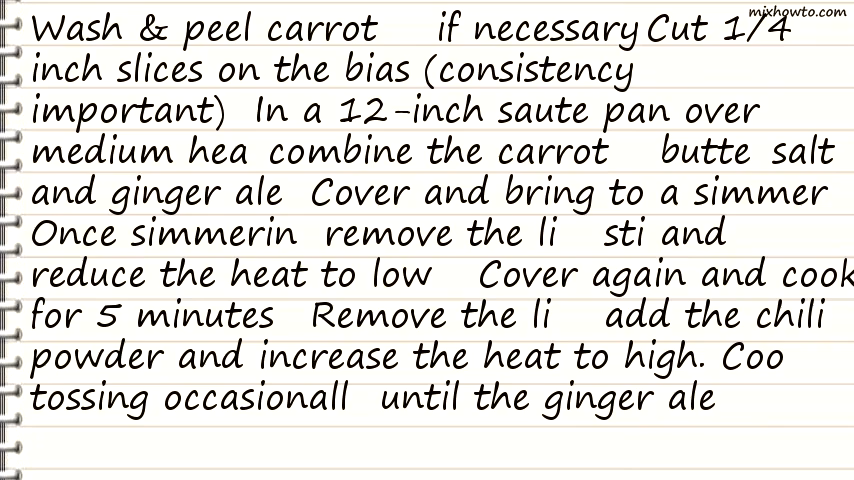 mixhowto.com
Wash & peel carrot if necessary Cut 1/4
inch slices on the bias (consistency
important) In a 12-inch saute pan over
medium hea combine the carrot butte salt
and ginger ale Cover and bring to a simmer
Once simmerin remove the li sti and
reduce the heat to low Cover again and cook
for 5 minutes Remove the li add the chili
powder and increase the heat to high. Coo
tossing occasionall until the ginger ale